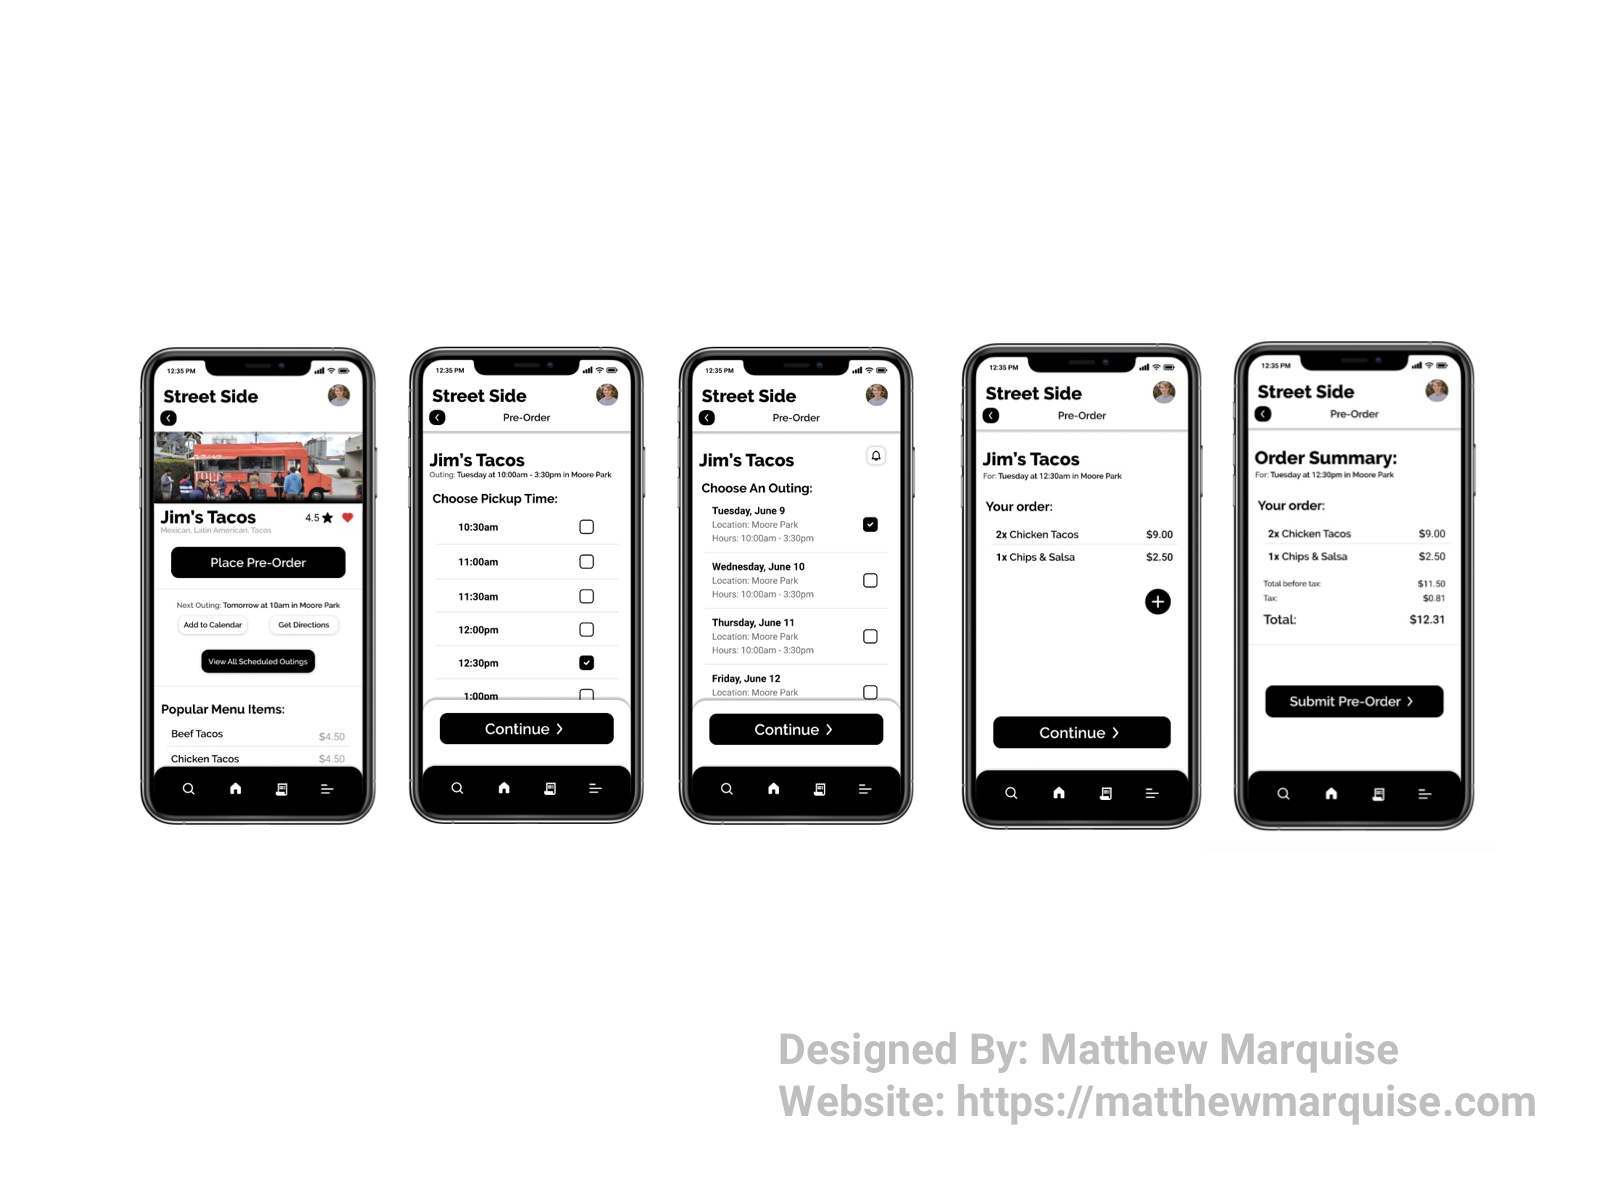 12:35 PM
Street Side
Jim's Tacos
4.5
Mexican, Latin American, Tacos
Place Pre-Order
Next Outing: Tomorrow at 10am in Moore Park
Add to Calendar
Get Directions
View All Scheduled Outings
Popular Menu Items:
Beef Tacos $4.50
Chicken Tacos $4.50
12:35 PM
Street Side
Pre-Order
Jim's Tacos
Outing: Tuesday at 10:00am - 3:30pm in Moore Park
Choose Pickup Time:
10:30am
11:00am
11:30am
12:00pm
12:30pm
1:00pm
Continue
12:35 PM
Street Side
Pre-Order
Jim's Tacos
Choose An Outing:
Tuesday, June 9
Location: Moore Park
Hours: 10:00am - 3:30pm
Wednesday, June 10
Location: Moore Park
Hours: 10:00am - 3:30pm
Thursday, June 11
Location: Moore Park
Hours: 10:00am - 3:30pm
Friday, June 12
Location: Moore Park
Continue
12:35 PM
Street Side
Pre-Order
Jim's Tacos
For: Tuesday at 12:30am in Moore Park
Your order:
2x Chicken Tacos $9.00
1x Chips & Salsa $2.50
Continue
12:35 PM
Street Side
Pre-Order
Order Summary:
For: Tuesday at 12:30pm in Moore Park
Your order:
2x Chicken Tacos $9.00
1x Chips & Salsa $2.50
Total before tax: $11.50
Tax: $0.81
Total: $12.31
Submit Pre-Order
Designed By: Matthew Marquise
Website: https://matthewmarquise.com